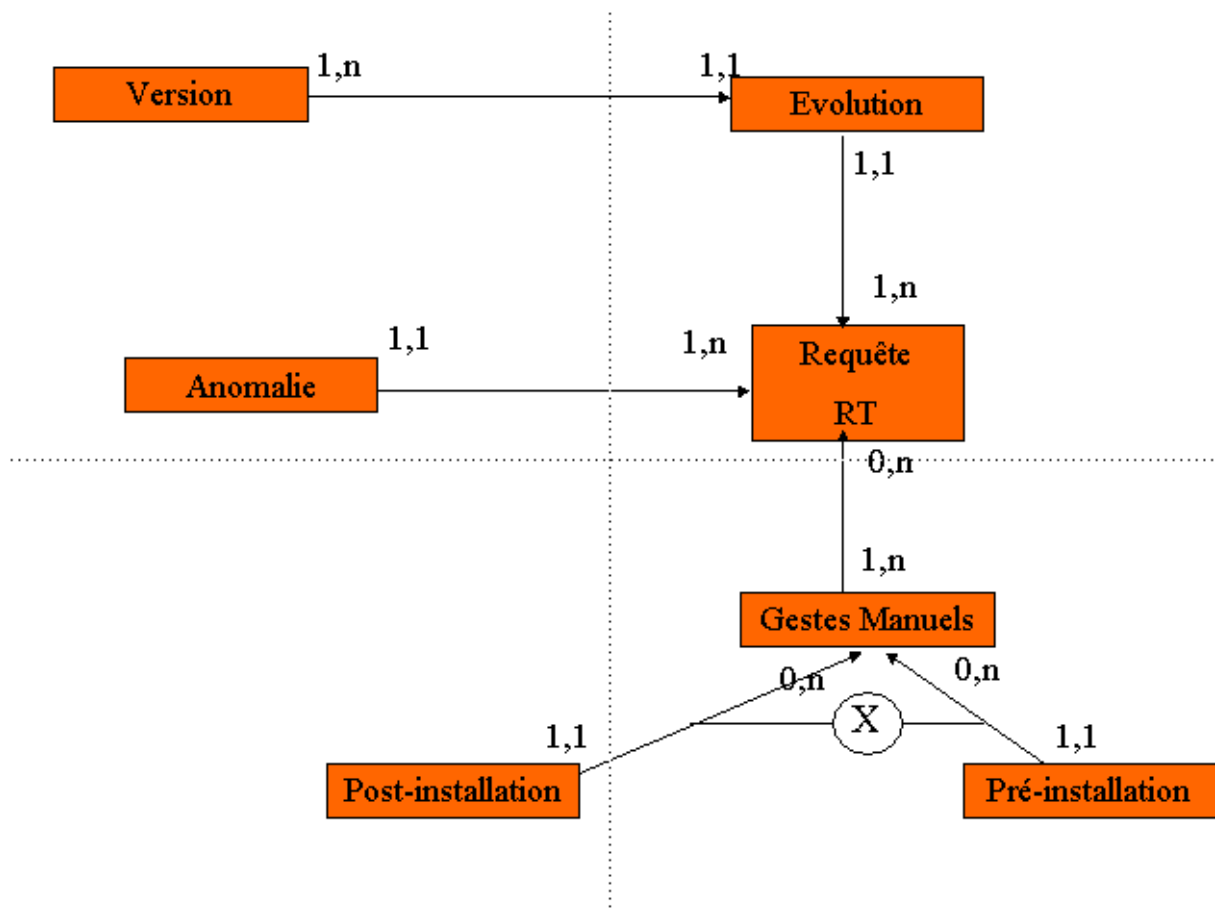 Version
1,n
1,1
Evolution
1,1
1,n
Anomalie
1,1
1,n
Requête
RT
0,n
1,n
Gestes Manuels
0,n
0,n
X
1,1
1,1
Post-installation
Pré-installation